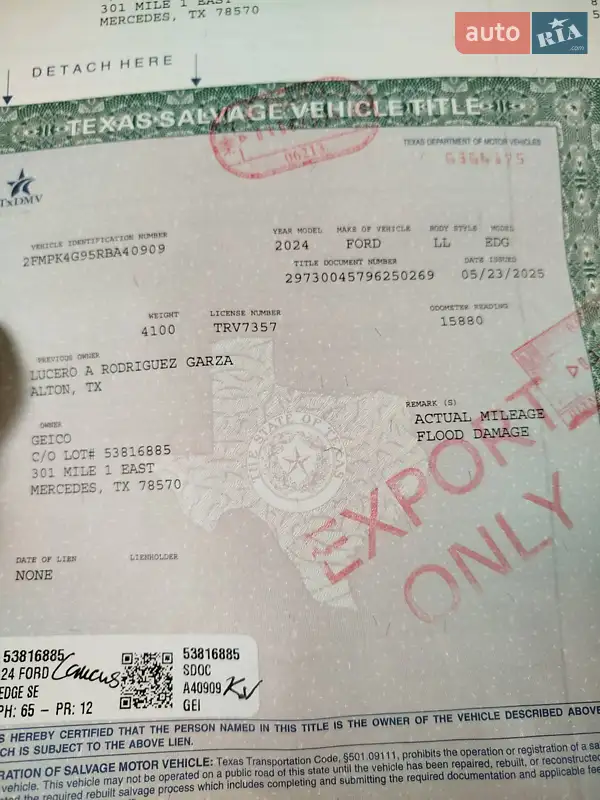 301 MILE 1 EAST
MERCEDES, TX 78570
auto RIA .com
DETACH HERE
TEXAS SALVAGE VEHICLE TITLE
06213
TEXAS DEPARTMENT OF MOTOR VEHICLES
TxDMV
VEHICLE IDENTIFICATION NUMBER
2FMPK4G95RBA40909
YEAR MODEL MAKE OF VEHICLE BODY STYLE MODEL
2024 FORD LL EDG
TITLE DOCUMENT NUMBER DATE ISSUED
29730045796250269 05/23/2025
WEIGHT LICENSE NUMBER ODOMETER READING
4100 TRV7357 15880
PREVIOUS OWNER
LUCERO A RODRIGUEZ GARZA
ALTON, TX
REMARK (S)
ACTUAL MILEAGE
FLOOD DAMAGE
OWNER
GEICO
C/O LOT# 53816885
301 MILE 1 EAST
MERCEDES, TX 78570
THE STATE OF TEXAS
EXPORT
ONLY
DATE OF LIEN LIENHOLDER
NONE
53816885
24 FORD
EDGE SE
PH: 65 - PR: 12
53816885
SDOC
A40909
GEI
S HEREBY CERTIFIED THAT THE PERSON NAMED IN THIS TITLE IS THE OWNER OF THE VEHICLE DESCRIBED ABOVE
CH IS SUBJECT TO THE ABOVE LIEN.
RATION OF SALVAGE MOTOR VEHICLE: Texas Transportation Code, §501.09111, prohibits the operation or registration of a sa
vehicle. This vehicle may not be operated on a public road of this state until the vehicle has been repaired, rebuilt, or reconstructed
the required rebuilt salvage process which includes completing and submitting the required documentation and applicable fee